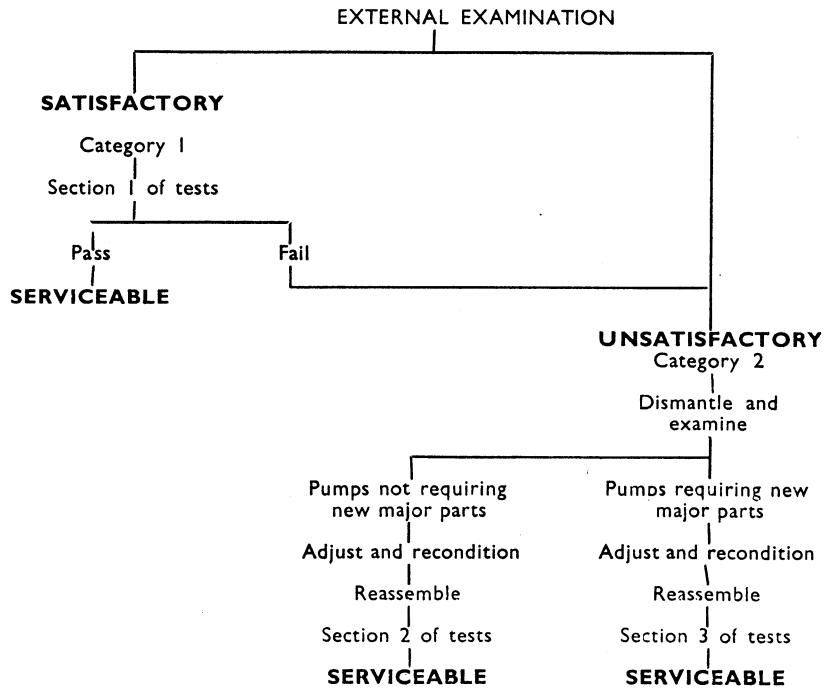 EXTERNAL EXAMINATION
SATISFACTORY
Category 1
Section 1 of tests
Pass
Fail
SERVICEABLE
UNSATISFACTORY
Category 2
Dismantle and
examine
Pumps not requiring
new major parts
Adjust and recondition
Reassemble
Section 2 of tests
SERVICEABLE
Pumps requiring new
major parts
Adjust and recondition
Reassemble
Section 3 of tests
SERVICEABLE